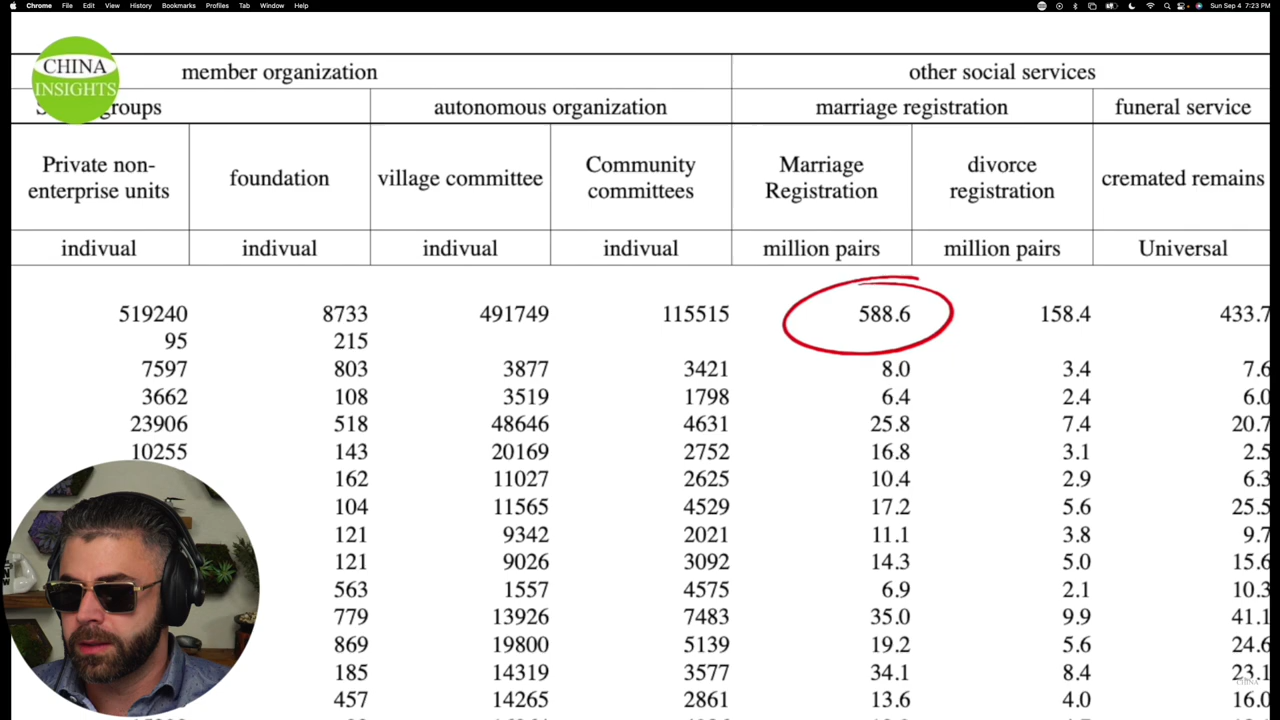 Chrome File Edit View History Bookmarks Profiles Tab Window Help Sun Sep 4 7:23 PM
CHINA
INSIGHTS
member organization other social services
groups autonomous organization marriage registration funeral service
Private non-
enterprise units
foundation
village committee
Community
committees
Marriage
Registration
divorce
registration
cremated remains
indivual indivual indivual indivual million pairs million pairs Universal
519240 8733 491749 115515 588.6 158.4 433.7
95 215
7597 803 3877 3421 8.0 3.4 7.6
3662 108 3519 1798 6.4 2.4 6.0
23906 518 48646 4631 25.8 7.4 20.7
10255 143 20169 2752 16.8 3.1 2.5
162 11027 2625 10.4 2.9 6.3
104 11565 4529 17.2 5.6 25.5
121 9342 2021 11.1 3.8 9.7
121 9026 3092 14.3 5.0 15.6
563 1557 4575 6.9 2.1 10.3
779 13926 7483 35.0 9.9 41.1
869 19800 5139 19.2 5.6 24.6
185 14319 3577 34.1 8.4 23.1
CHINA
457 14265 2861 13.6 4.0 16.0